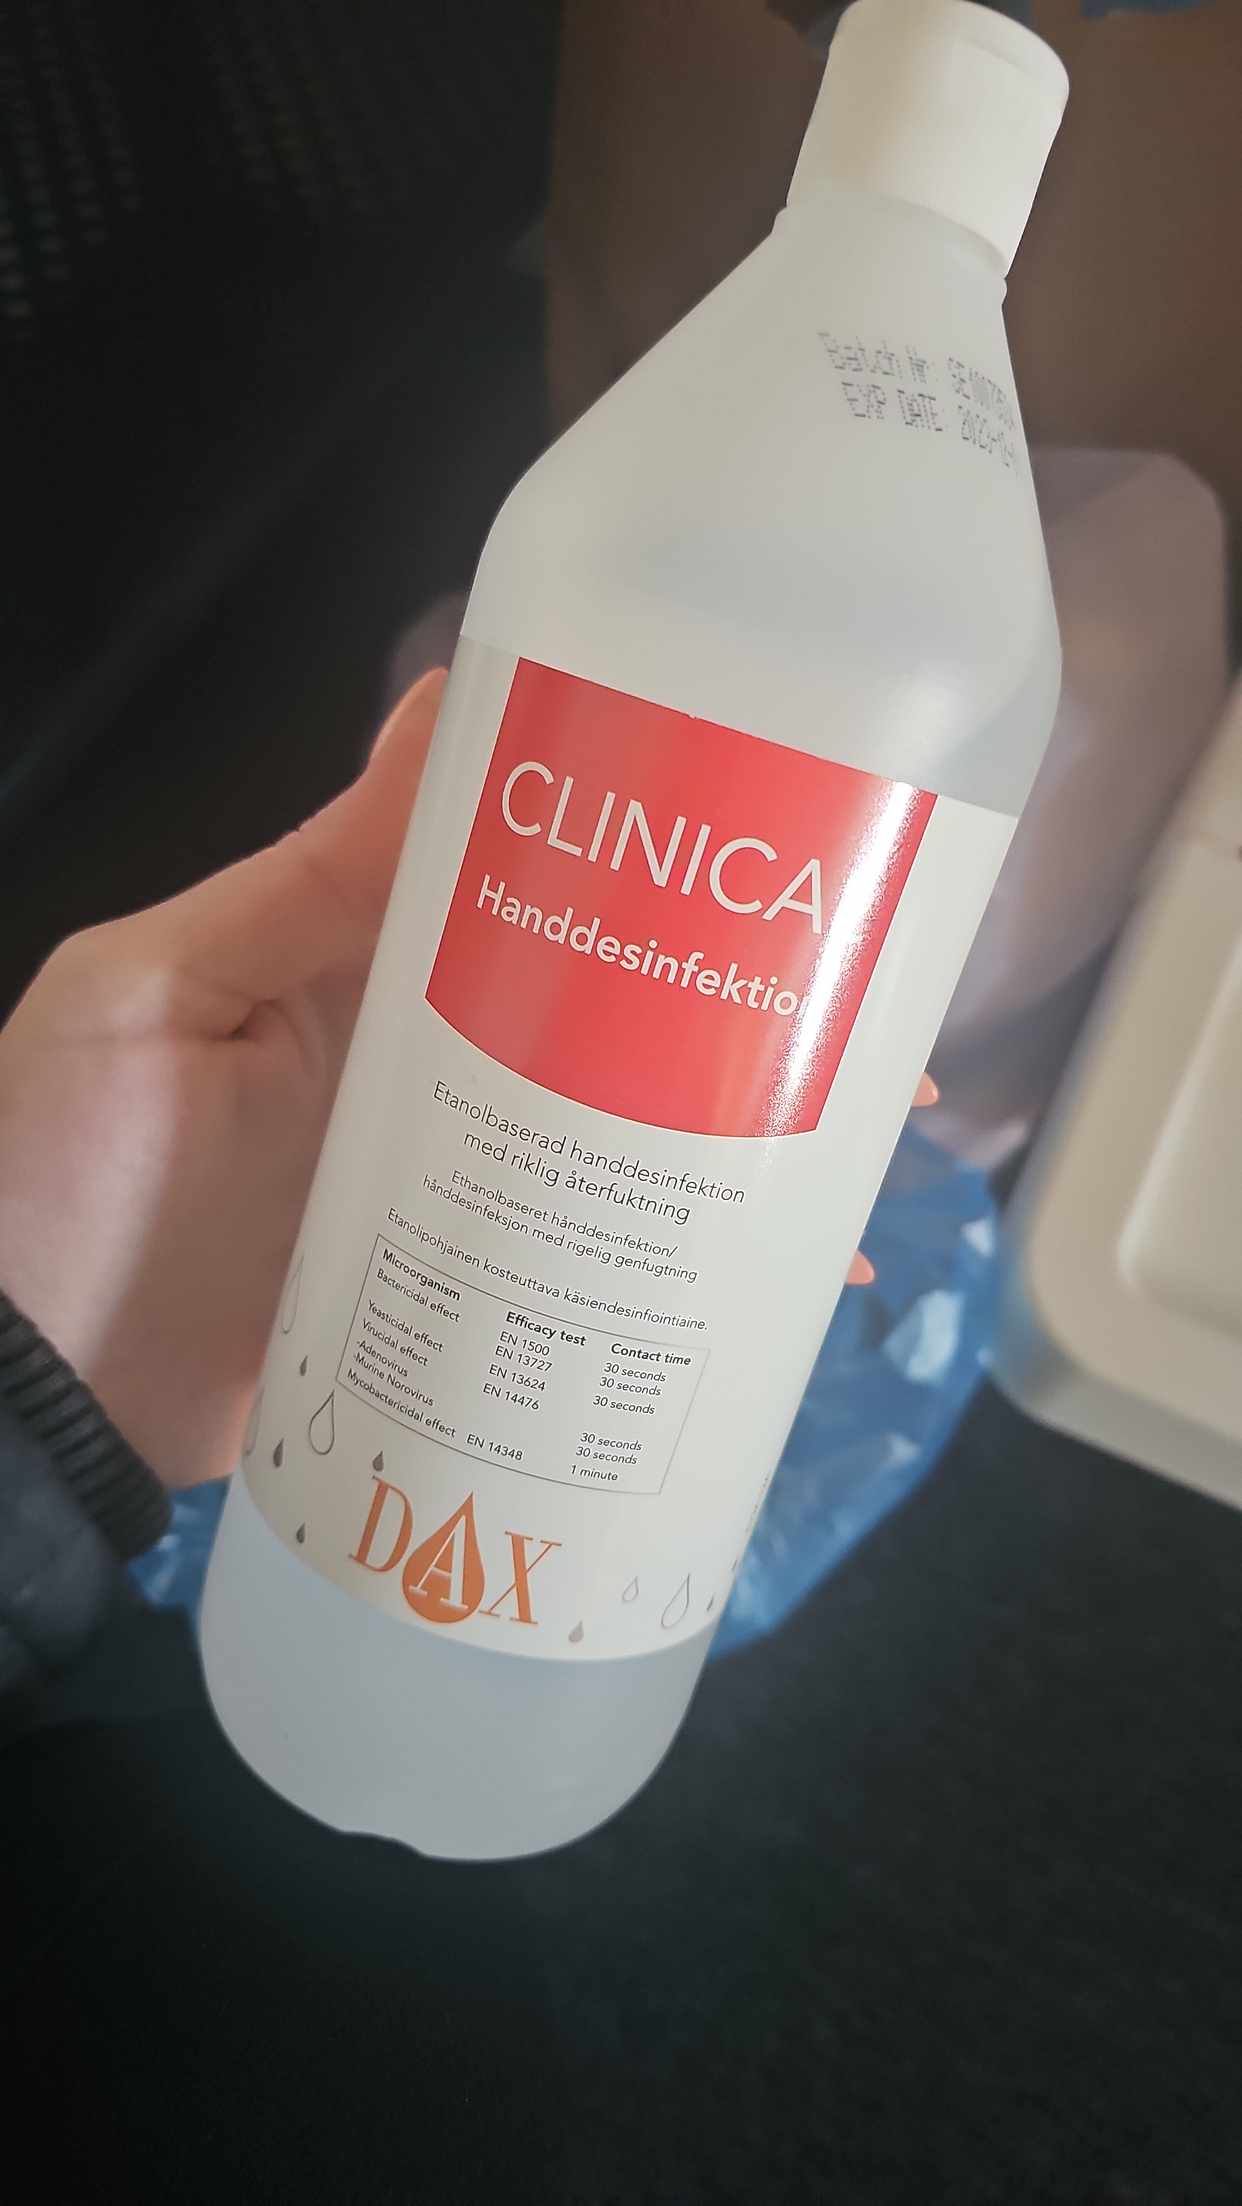 Batch Nr:
EXP DATE:
CLINICA
Handdesinfektion
Etanolbaserad handdesinfektion
med riklig återfuktning
Ethanolbaseret hånddesinfektion/
hånddesinfeksjon med rigelig genfugtning
Etanolipohjainen kosteuttava käsiendesinfiointiaine.
Microorganism Efficacy test Contact time
Bactericidal effect EN 1500 30 seconds
EN 13727 30 seconds
Yeasticidal effect EN 13624 30 seconds
Virucidal effect EN 14476
-Adenovirus 30 seconds
-Murine Norovirus 30 seconds
Mycobactericidal effect EN 14348 1 minute
DAX